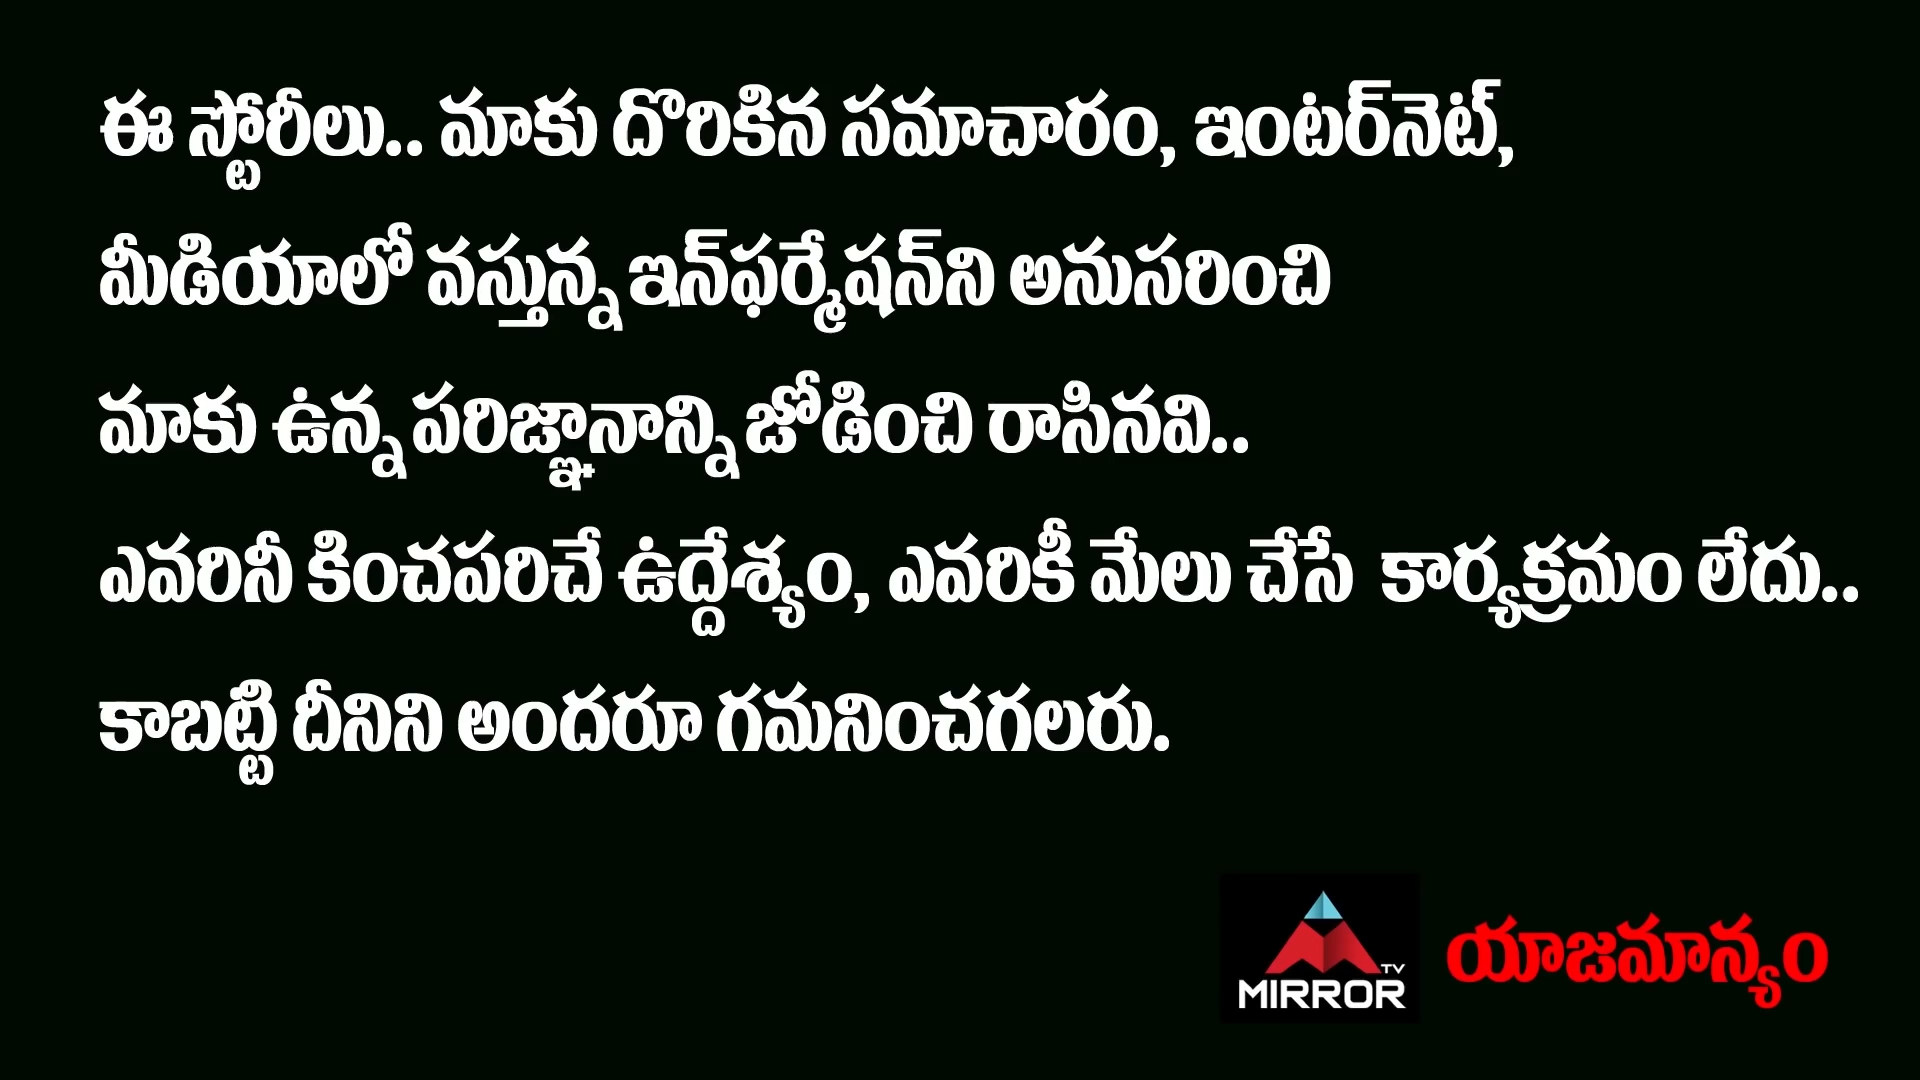 ఈ స్టోరీలు.. మాకు దొరికిన సమాచారం, ఇంటర్‌నెట్,
మీడియాలో వస్తున్న ఇన్‌ఫర్మేషన్‌ని అనుసరించి
మాకు ఉన్న పరిజ్ఞానాన్ని జోడించి రాసినవి..
ఎవరినీ కించపరిచే ఉద్దేశ్యం, ఎవరికీ మేలు చేసే కార్యక్రమం లేదు..
కాబట్టి దీనిని అందరూ గమనించగలరు.
TV
MIRROR
యాజమాన్యం